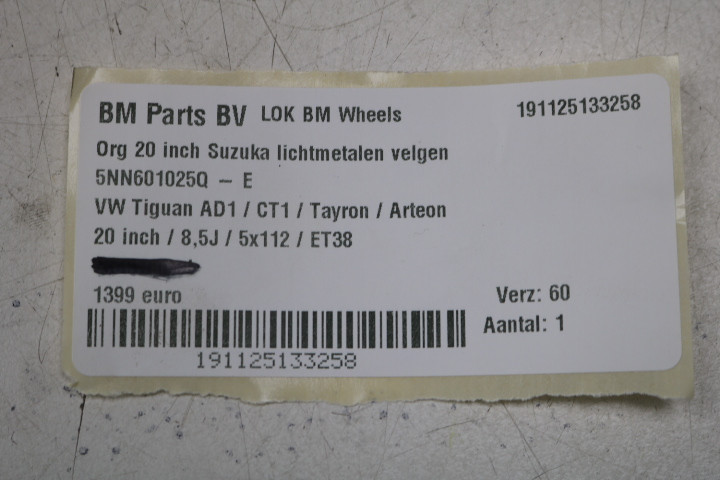 BM Parts BV LOK BM Wheels 191125133258
Org 20 inch Suzuka lichtmetalen velgen
5NN601025Q – E
VW Tiguan AD1 / CT1 / Tayron / Arteon
20 inch / 8,5J / 5x112 / ET38
1399 euro Verz: 60
Aantal: 1
191125133258